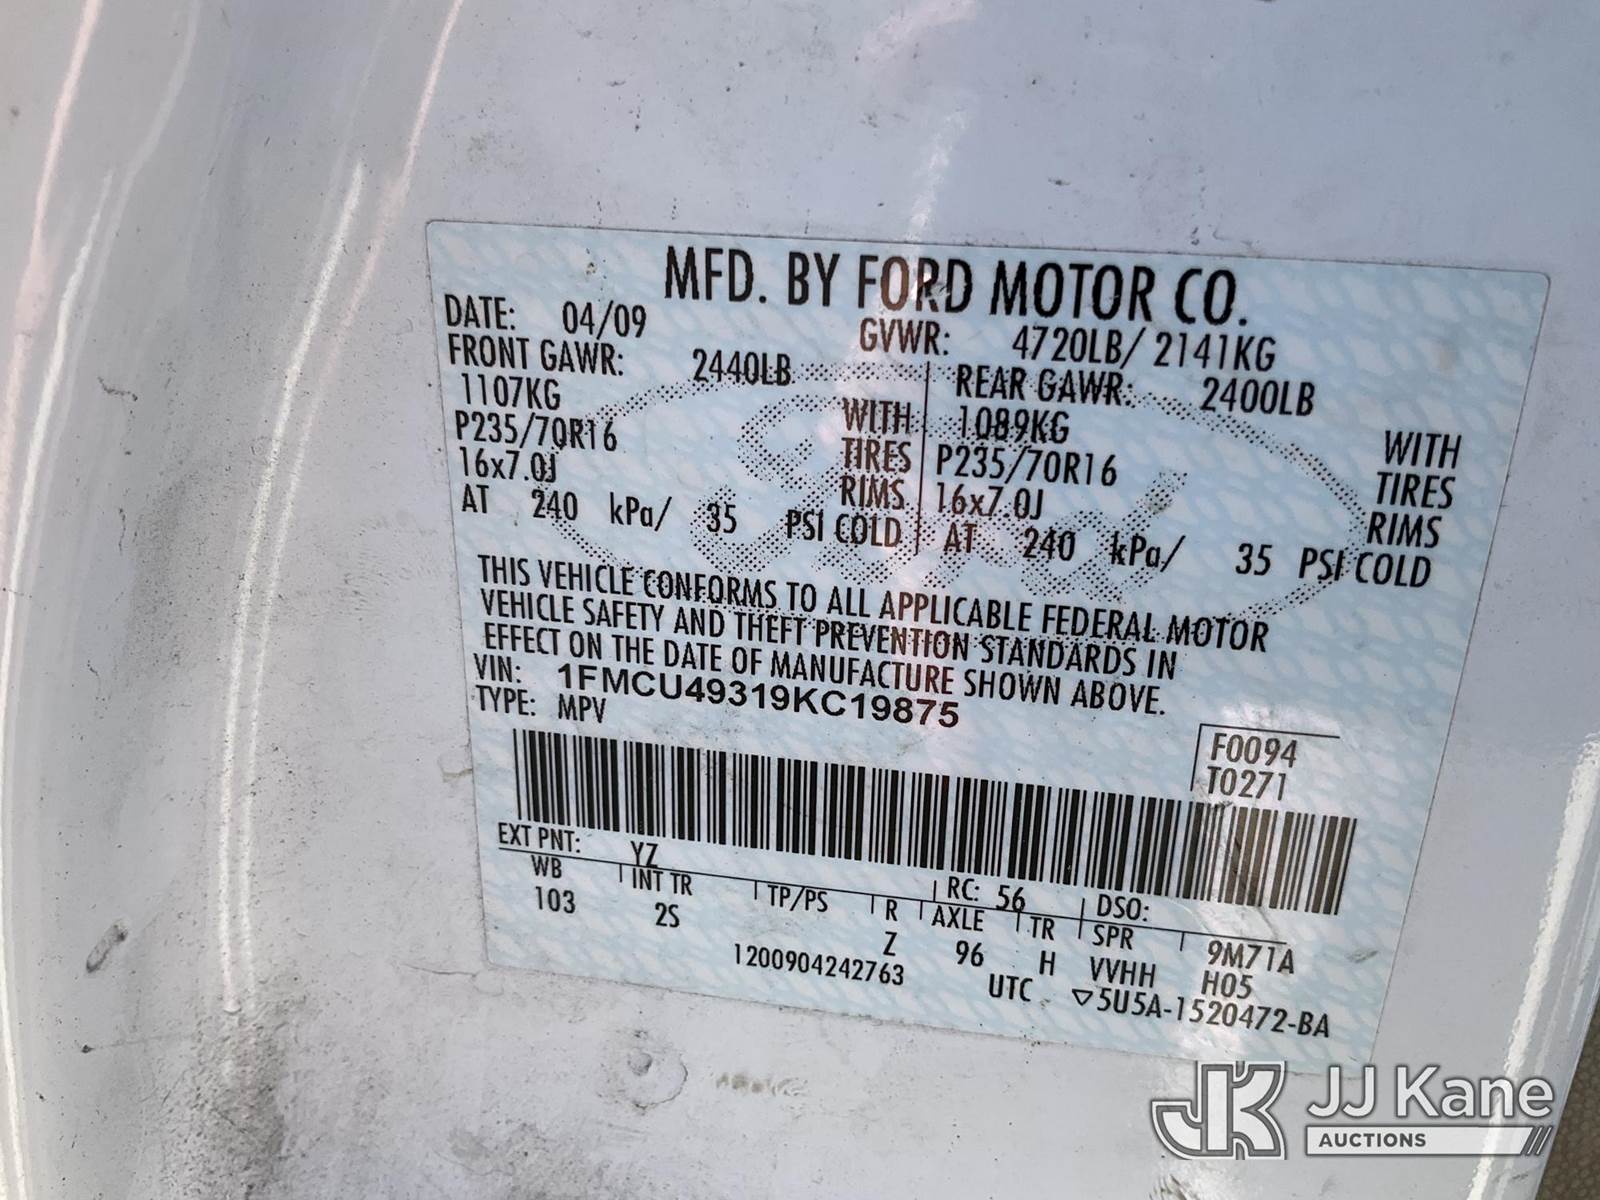 MFD. BY FORD MOTOR CO.
DATE: 04/09 GVWR: 4720LB/ 2141KG
FRONT GAWR: 2440LB REAR GAWR: 2400LB
1107KG WITH 1089KG WITH
P235/70R16 TIRES P235/70R16 TIRES
16x7.0J RIMS 16x7.0J RIMS
AT 240 kPa/ 35 PSI COLD AT 240 kPa/ 35 PSI COLD
THIS VEHICLE CONFORMS TO ALL APPLICABLE FEDERAL MOTOR
VEHICLE SAFETY AND THEFT PREVENTION STANDARDS IN
EFFECT ON THE DATE OF MANUFACTURE SHOWN ABOVE.
VIN: 1FMCU49319KC19875
TYPE: MPV
F0094
T0271
EXT PNT: YZ RC: 56 DSO:
WB INT TR TP/PS R AXLE TR SPR 9M71A
103 2S Z 96 H VVHH H05
1200904242763 UTC ▽5U5A-1520472-BA
Ford
JK JJ Kane
AUCTIONS